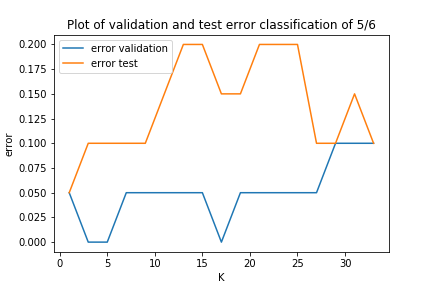 Plot of validation and test error classification of 5/6
error validation
error test
0.200
0.175
0.150
0.125
0.100
0.075
0.050
0.025
0.000
error
0 5 10 15 20 25 30
K